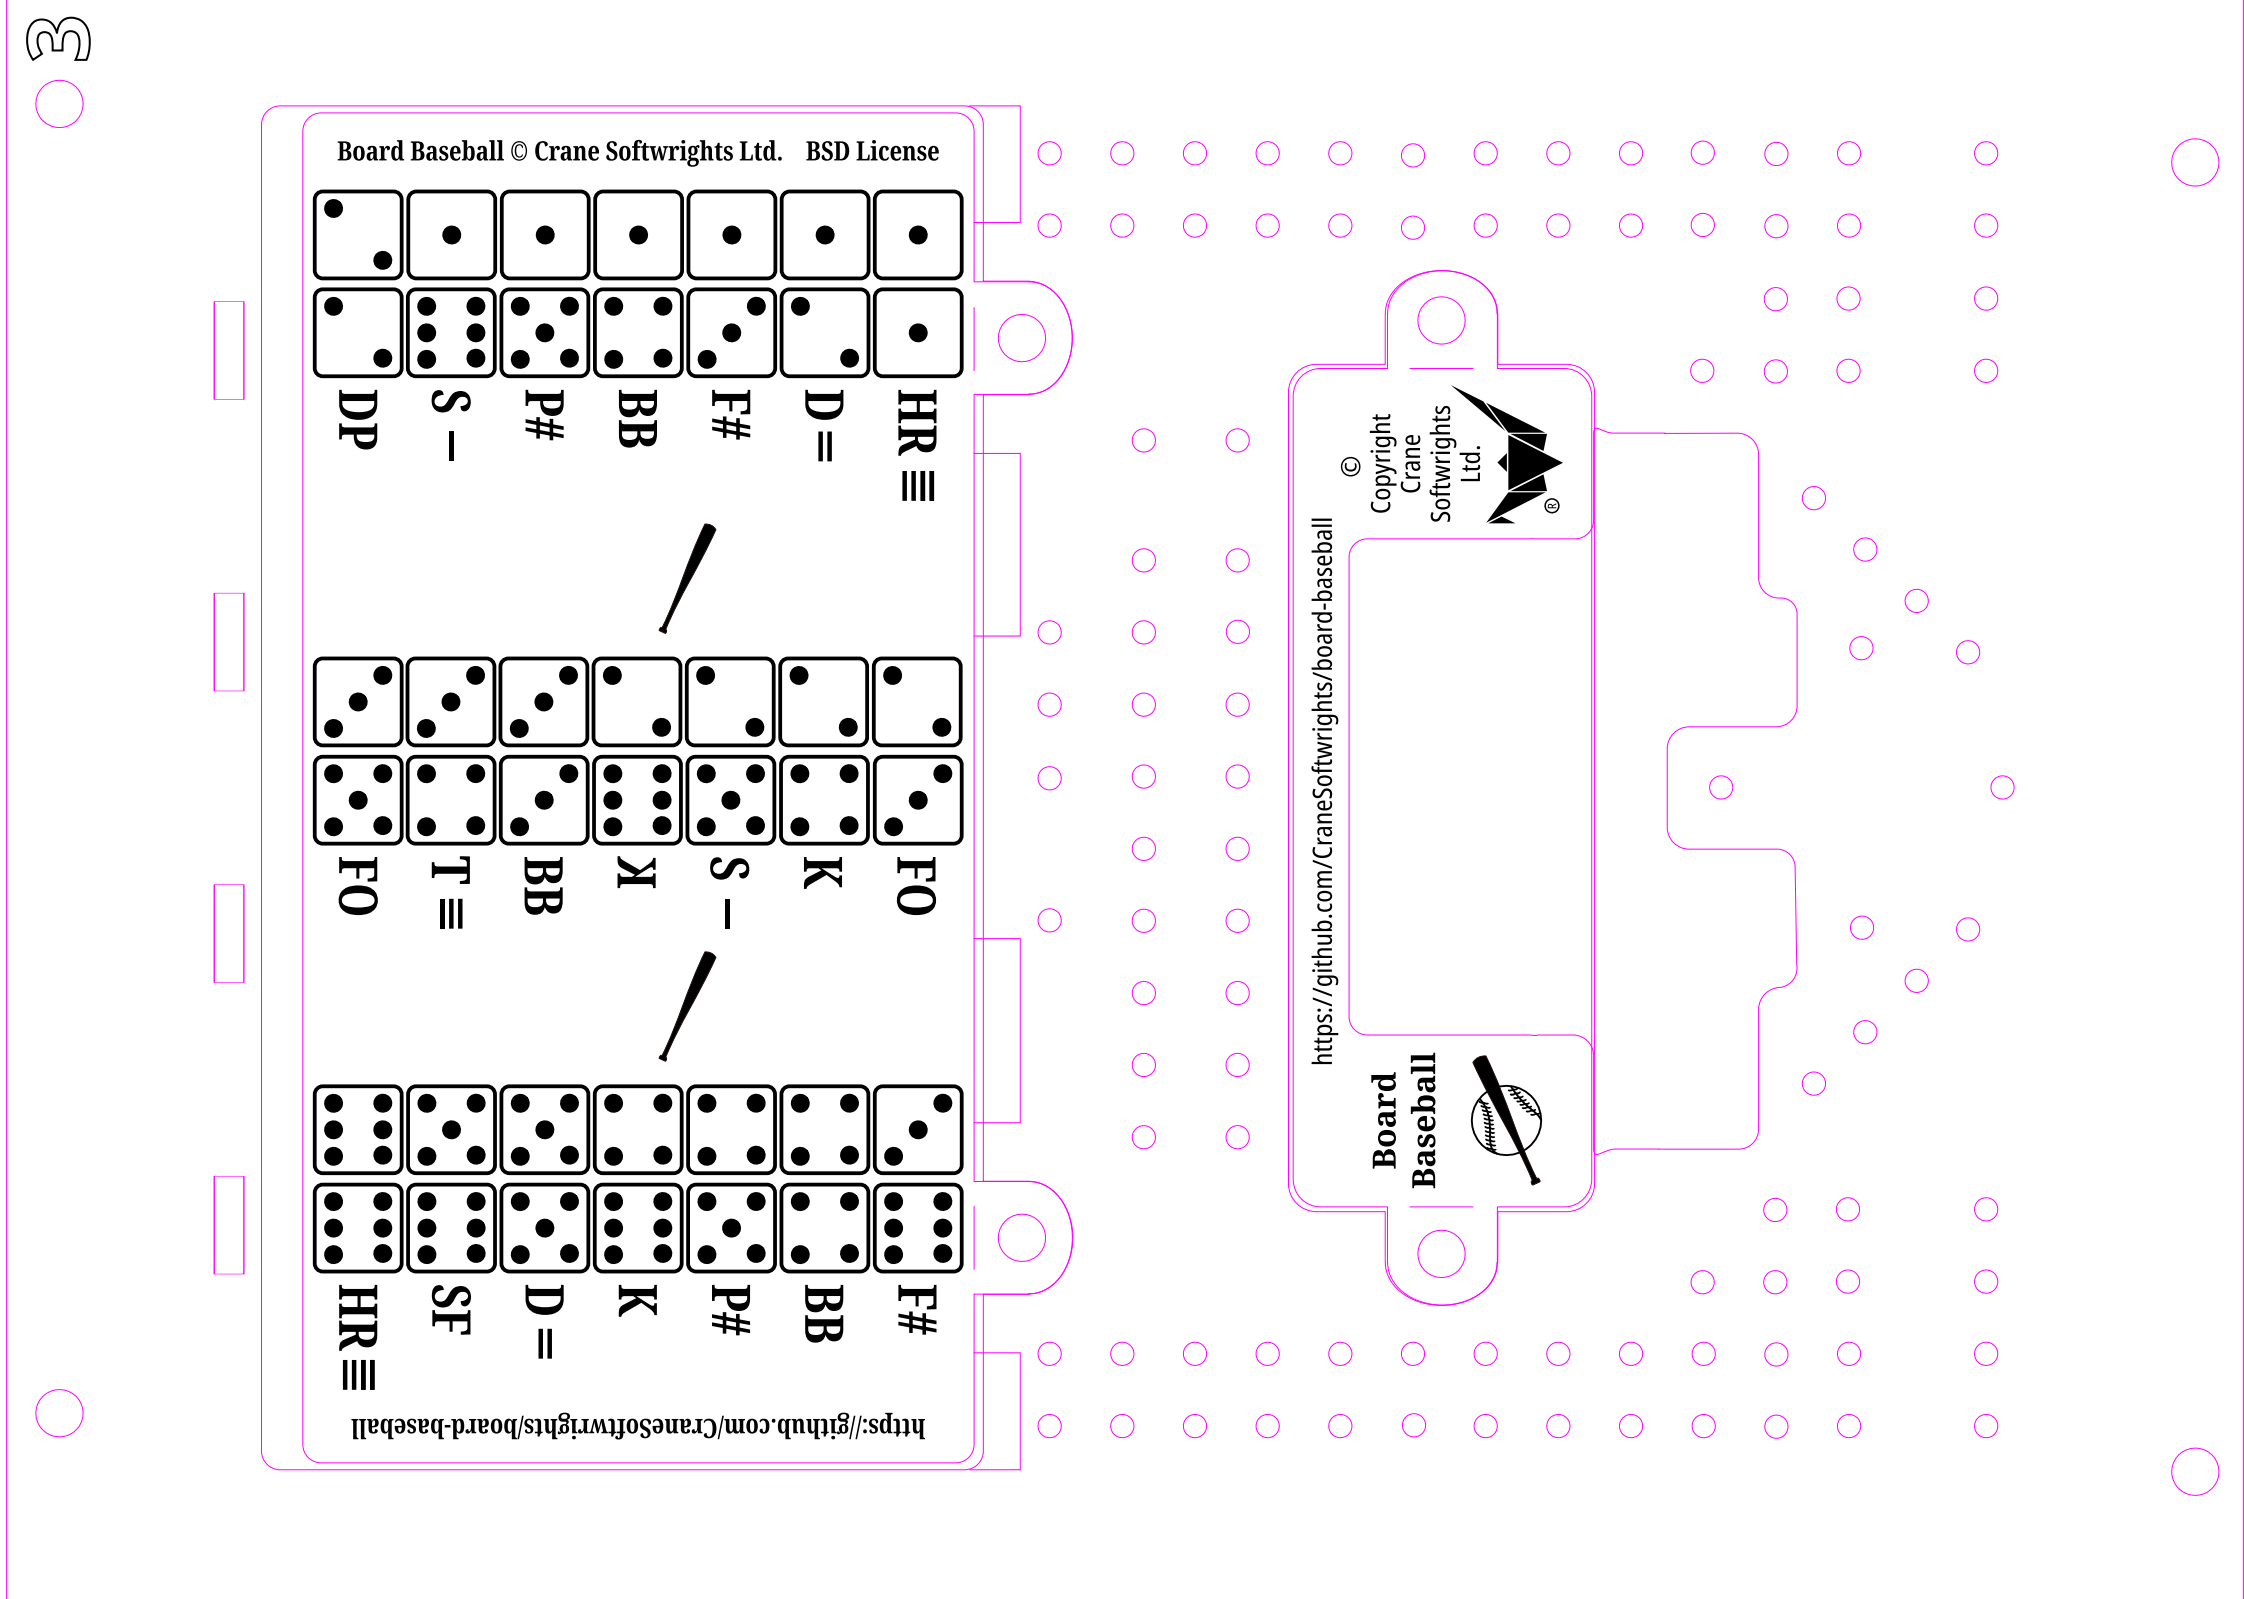 3
Board Baseball © Crane Softwrights Ltd. BSD License
DP
S –
P#
BB
F#
D =
HR ≣
FO
T ≡
BB
K
S –
K
FO
HR ≣
SF
D =
K
P#
BB
F#
https://github.com/CraneSoftwrights/board-baseball
https://github.com/CraneSoftwrights/board-baseball
©
Copyright
Crane
Softwrights
Ltd.
®
Board
Baseball